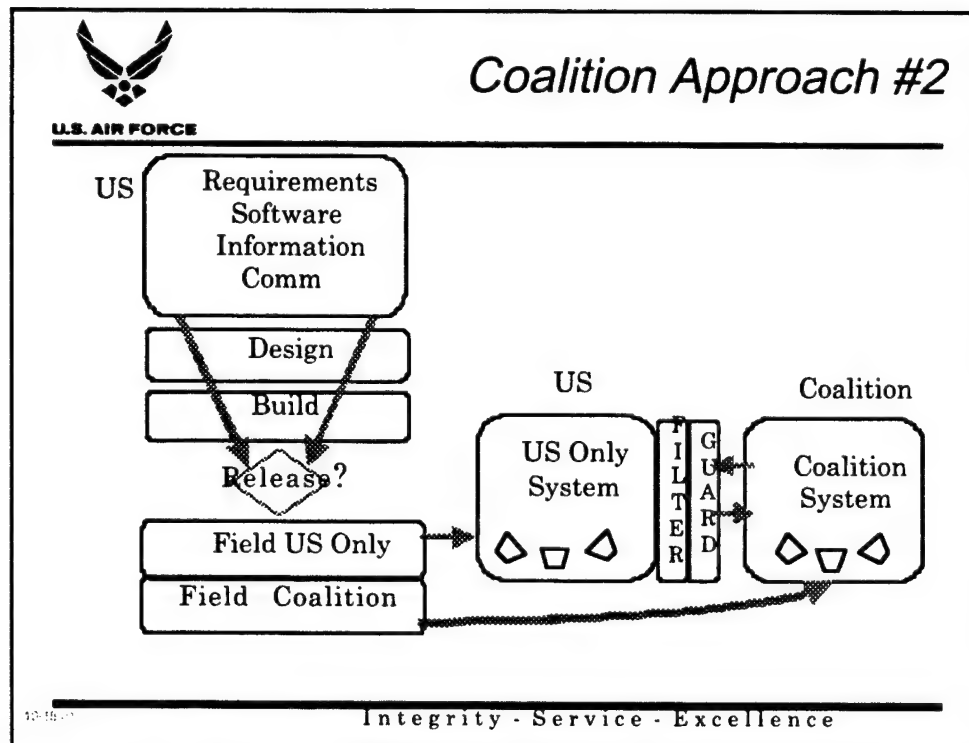 Coalition Approach #2
U.S. AIR FORCE
US
Requirements
Software
Information
Comm
Design
Build
Release?
Field US Only
Field Coalition
US
US Only
System
FILTER
GUARD
Coalition
Coalition
System
Integrity - Service - Excellence